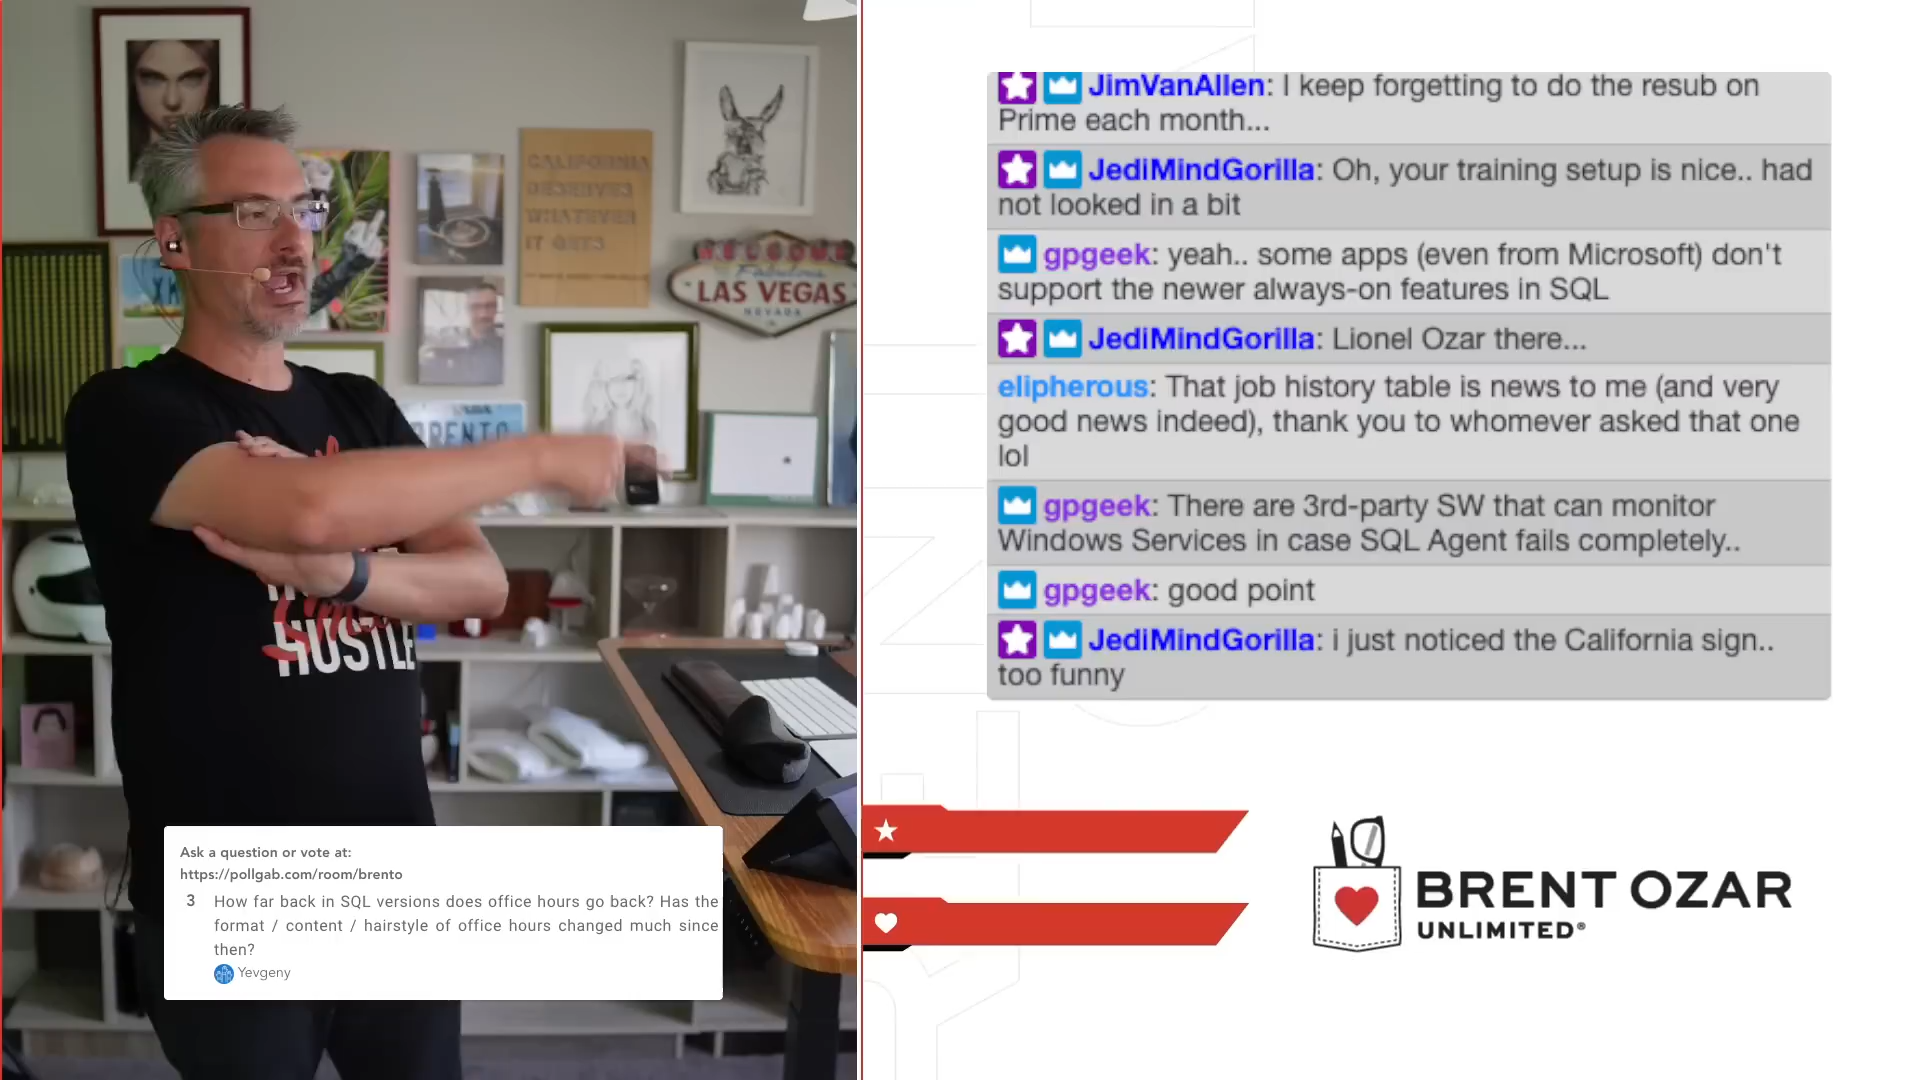 CALIFORNIA
DESERVES
WHATEVER
IT GETS
WELCOME
TO Fabulous
LAS VEGAS
NEVADA
BRENTO
HUSTLE
Ask a question or vote at:
https://pollgab.com/room/brento
3 How far back in SQL versions does office hours go back? Has the
format / content / hairstyle of office hours changed much since
then?
Yevgeny
JimVanAllen: I keep forgetting to do the resub on
Prime each month...
JediMindGorilla: Oh, your training setup is nice.. had
not looked in a bit
gpgeek: yeah.. some apps (even from Microsoft) don't
support the newer always-on features in SQL
JediMindGorilla: Lionel Ozar there...
elipherous: That job history table is news to me (and very
good news indeed), thank you to whomever asked that one
lol
gpgeek: There are 3rd-party SW that can monitor
Windows Services in case SQL Agent fails completely..
gpgeek: good point
JediMindGorilla: i just noticed the California sign..
too funny
BRENT OZAR
UNLIMITED®